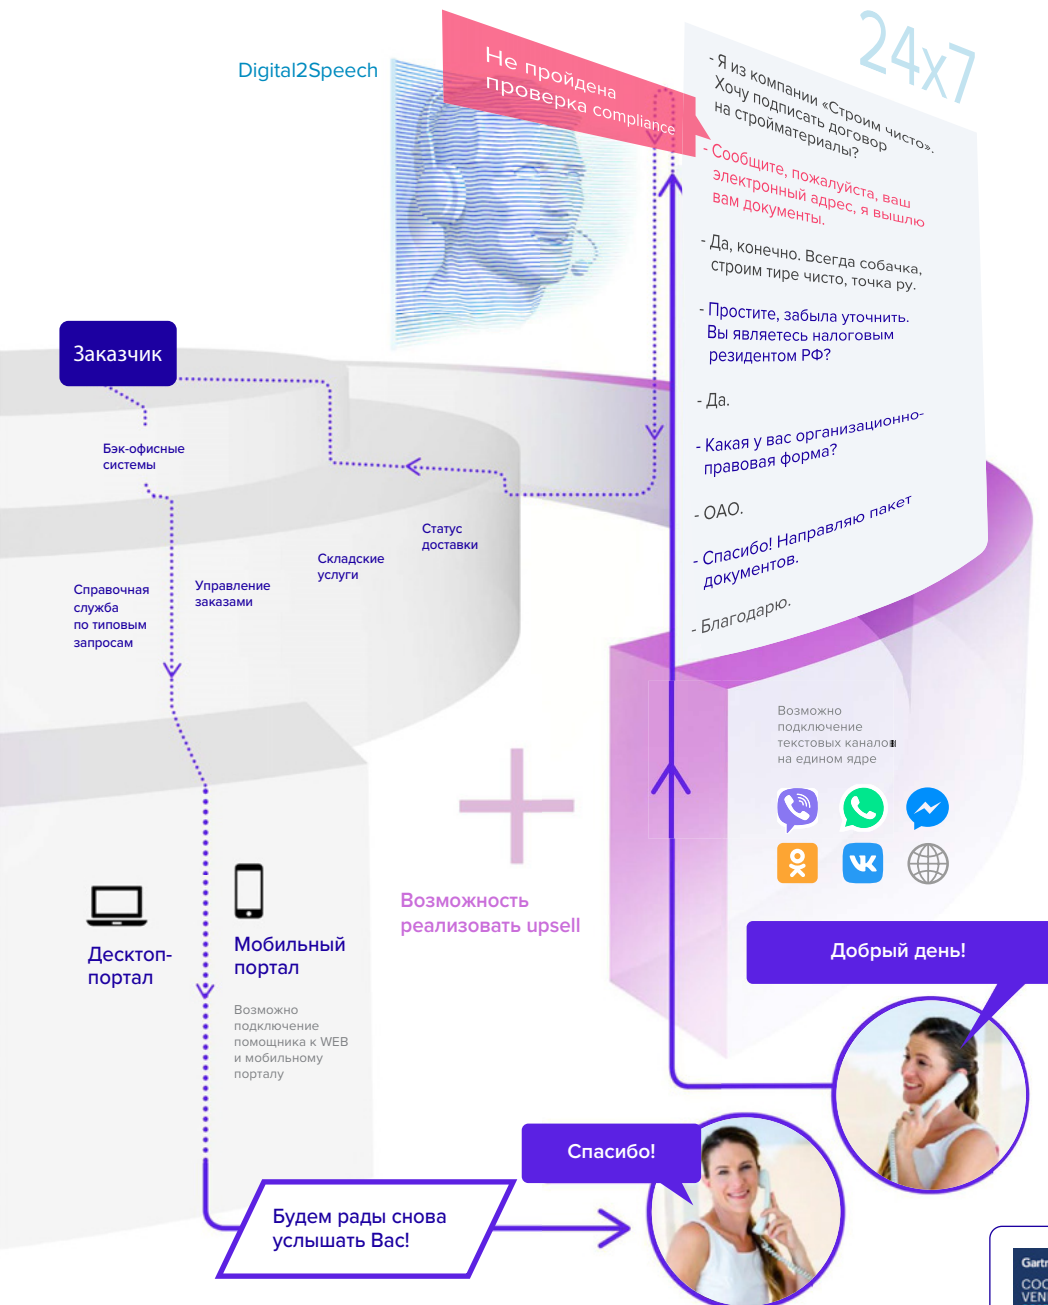 Digital2Speech
24x7
Не пройдена
проверка compliance
- Я из компании «Строим чисто».
Хочу подписать договор
на стройматериалы?
- Сообщите, пожалуйста, ваш
электронный адрес, я вышлю
вам документы.
- Да, конечно. Всегда собачка,
строим тире чисто, точка ру.
- Простите, забыла уточнить.
Вы являетесь налоговым
резидентом РФ?
- Да.
- Какая у вас организационно-
правовая форма?
- ОАО.
- Спасибо! Направляю пакет
документов.
- Благодарю.
Заказчик
Бэк-офисные
системы
Статус
доставки
Складские
услуги
Управление
заказами
Справочная
служба
по типовым
запросам
Возможно
подключение
текстовых каналов
на едином ядре
Возможность
реализовать upsell
Десктоп-
портал
Мобильный
портал
Возможно
подключение
помощника к WEB
и мобильному
порталу
Добрый день!
Спасибо!
Будем рады снова
услышать Вас!